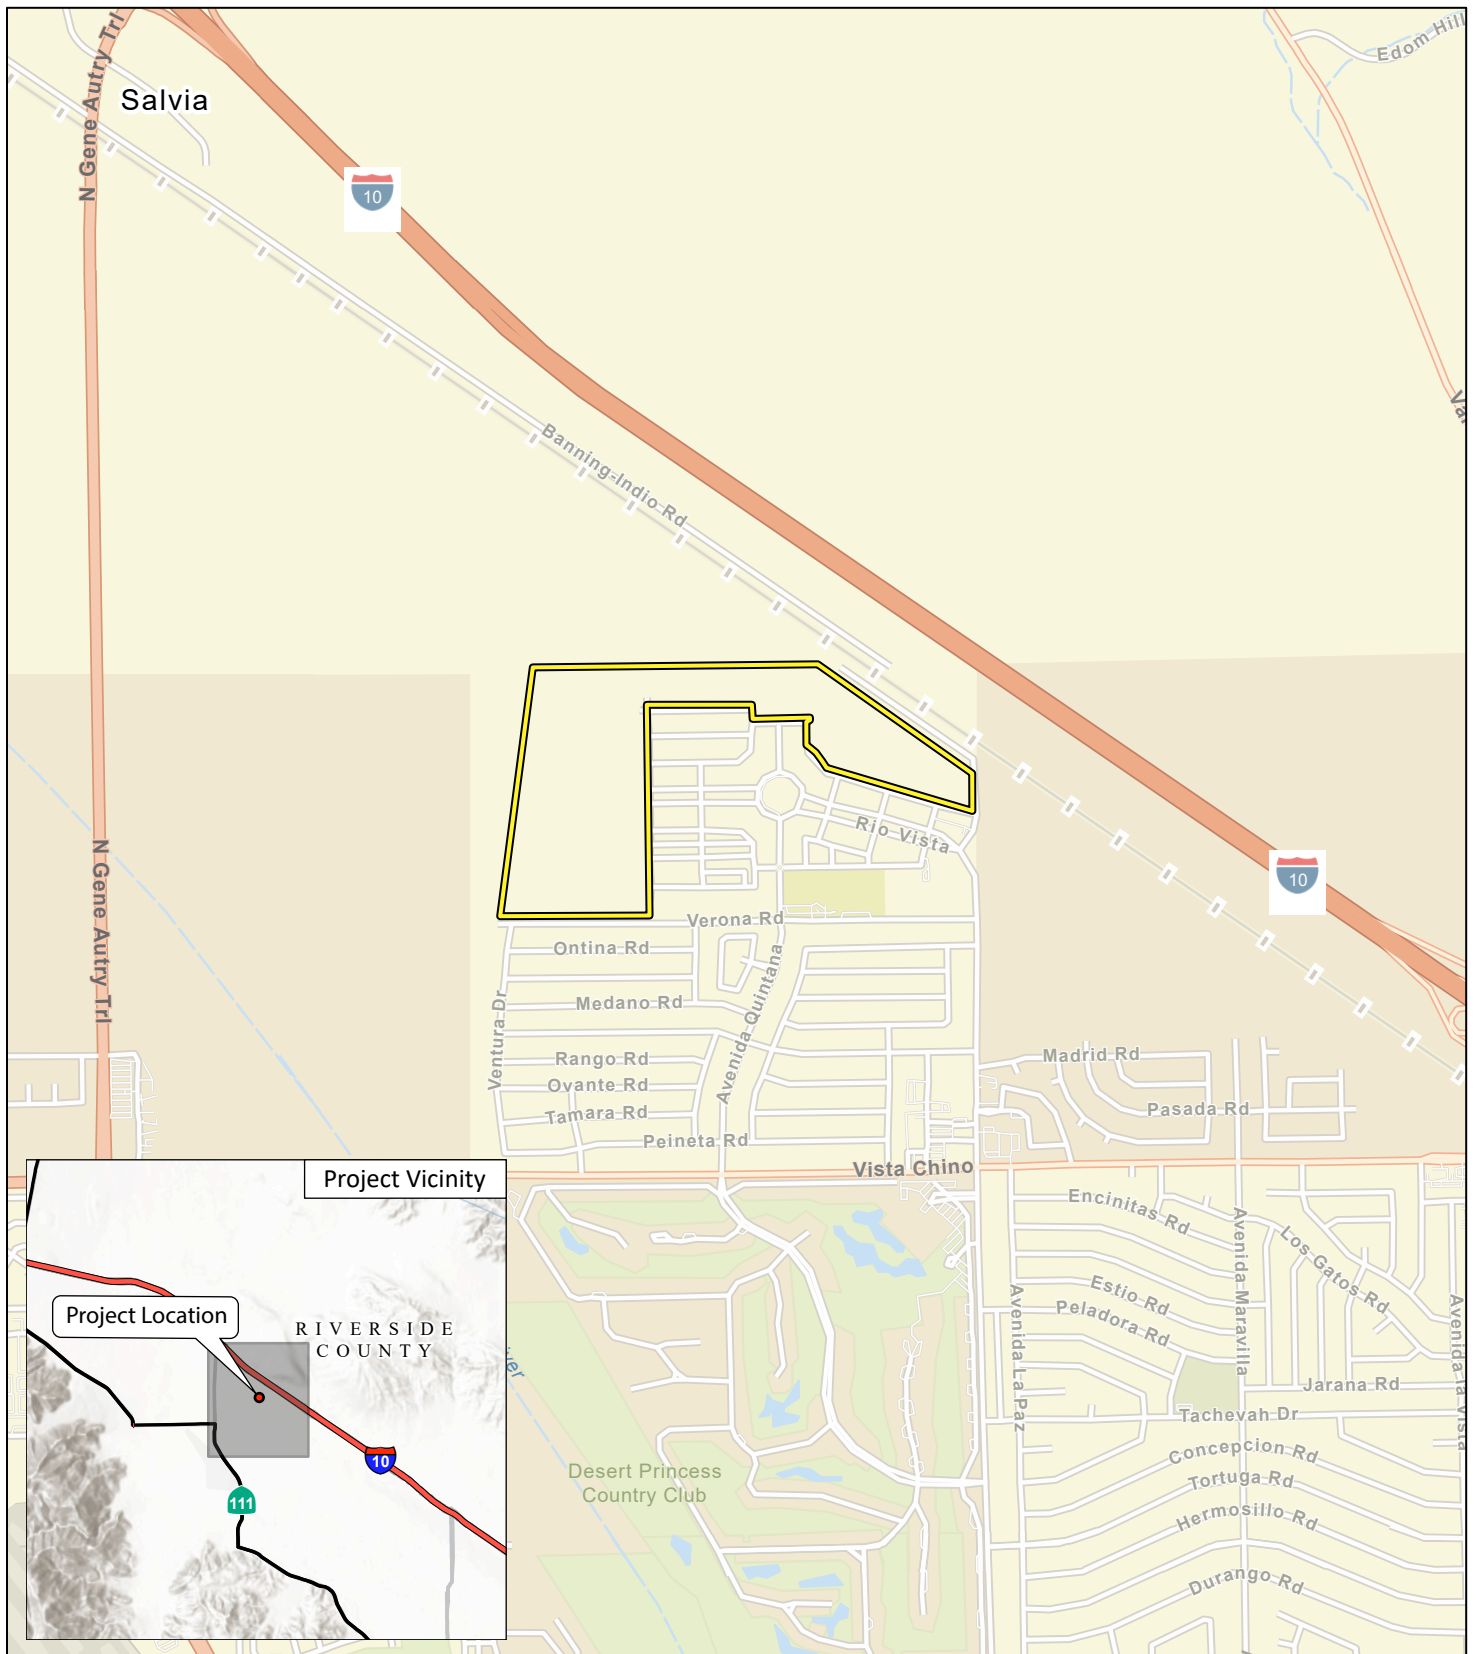 Edom Hill
N Gene Autry Trl
Salvia
10
Banning-Indio Rd
Rio Vista
10
N Gene Autry Trl
Verona Rd
Ontina Rd
Avenida Quintana
Ventura Dr
Medano Rd
Rango Rd
Madrid Rd
Ovante Rd
Tamara Rd
Pasada Rd
Peineta Rd
Vista Chino
Project Vicinity
Encinitas Rd
Avenida Maravilla
Los Gatos Rd
Estio Rd
Avenida La Paz
Peladora Rd
Avenida la Vista
Project Location
RIVERSIDE
COUNTY
Jarana Rd
Tachevah Dr
Concepcion Rd
10
Desert Princess
Country Club
Tortuga Rd
111
Hermosillo Rd
Durango Rd